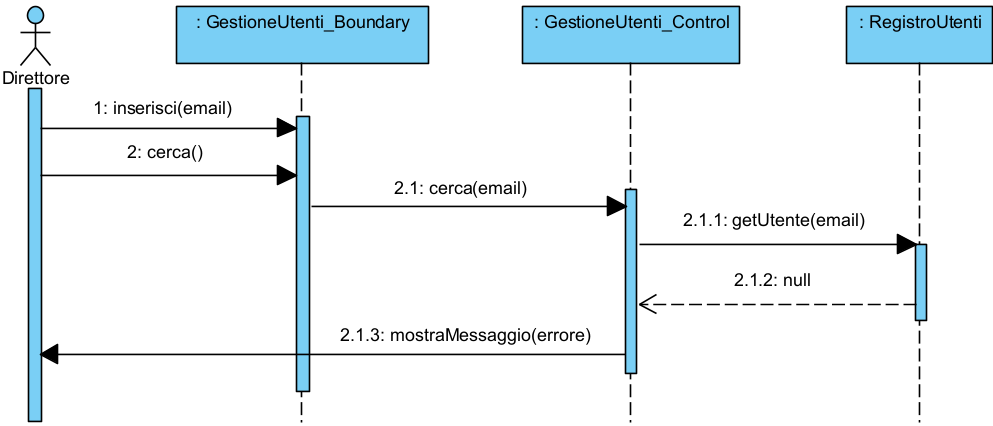 : GestioneUtenti_Boundary
: GestioneUtenti_Control
: RegistroUtenti
Direttore
1: inserisci(email)
2: cerca()
2.1: cerca(email)
2.1.1: getUtente(email)
2.1.2: null
2.1.3: mostraMessaggio(errore)